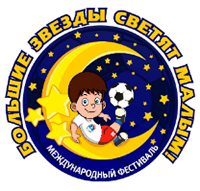 БОЛЬШИЕ ЗВЕЗДЫ СВЕТЯТ МАЛЫМ!
МЕЖДУНАРОДНЫЙ ФЕСТИВАЛЬ